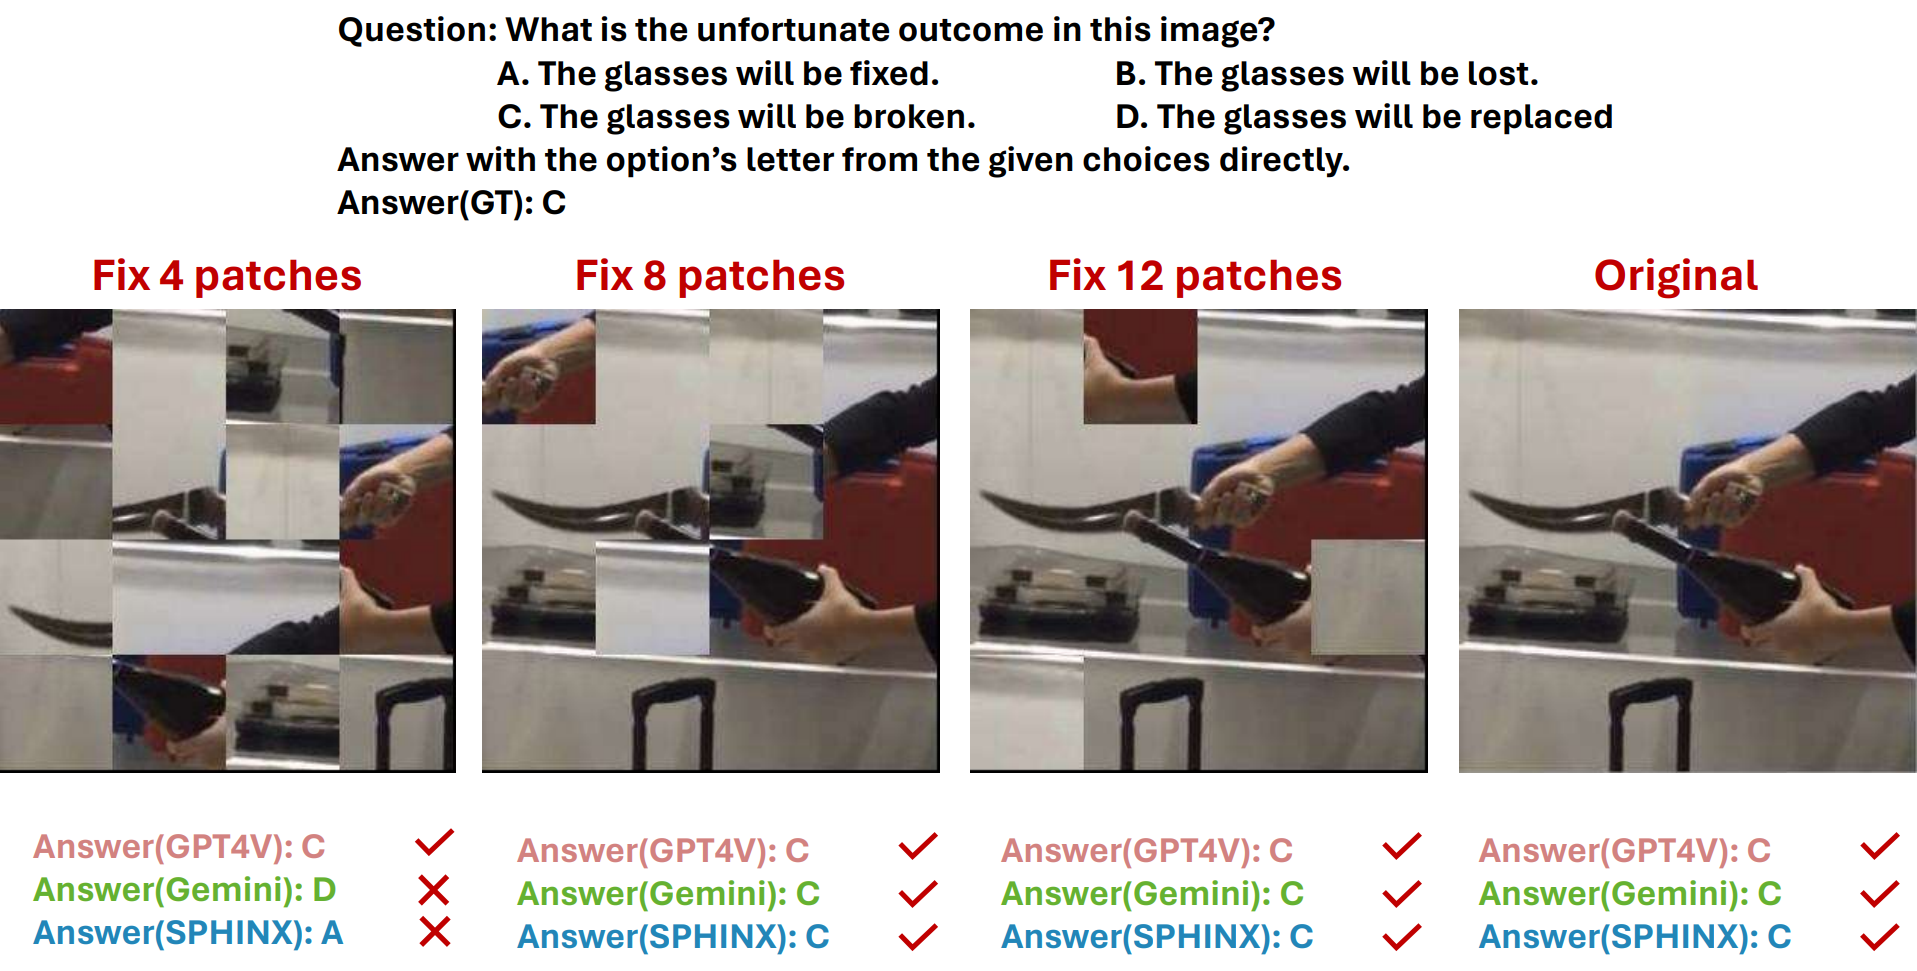 Question: What is the unfortunate outcome in this image?
A. The glasses will be fixed. B. The glasses will be lost.
C. The glasses will be broken. D. The glasses will be replaced
Answer with the option’s letter from the given choices directly.
Answer(GT): C
Fix 4 patches Fix 8 patches Fix 12 patches Original
Answer(GPT4V): C Answer(GPT4V): C Answer(GPT4V): C Answer(GPT4V): C
Answer(Gemini): D Answer(Gemini): C Answer(Gemini): C Answer(Gemini): C
Answer(SPHINX): A Answer(SPHINX): C Answer(SPHINX): C Answer(SPHINX): C